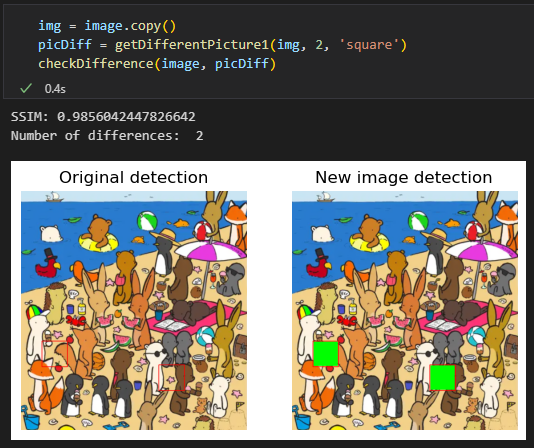 img = image.copy()
picDiff = getDifferentPicture1(img, 2, 'square')
checkDifference(image, picDiff)
0.4s
SSIM: 0.9856042447826642
Number of differences:  2
Original detection
New image detection